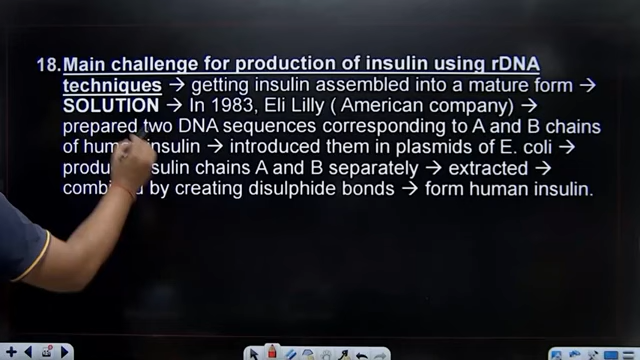 18. Main challenge for production of insulin using rDNA
techniques → getting insulin assembled into a mature form →
SOLUTION → In 1983, Eli Lilly ( American company) →
prepared two DNA sequences corresponding to A and B chains
of human insulin → introduced them in plasmids of E. coli →
insulin chains A and B separately → extracted →
by creating disulphide bonds → form human insulin.